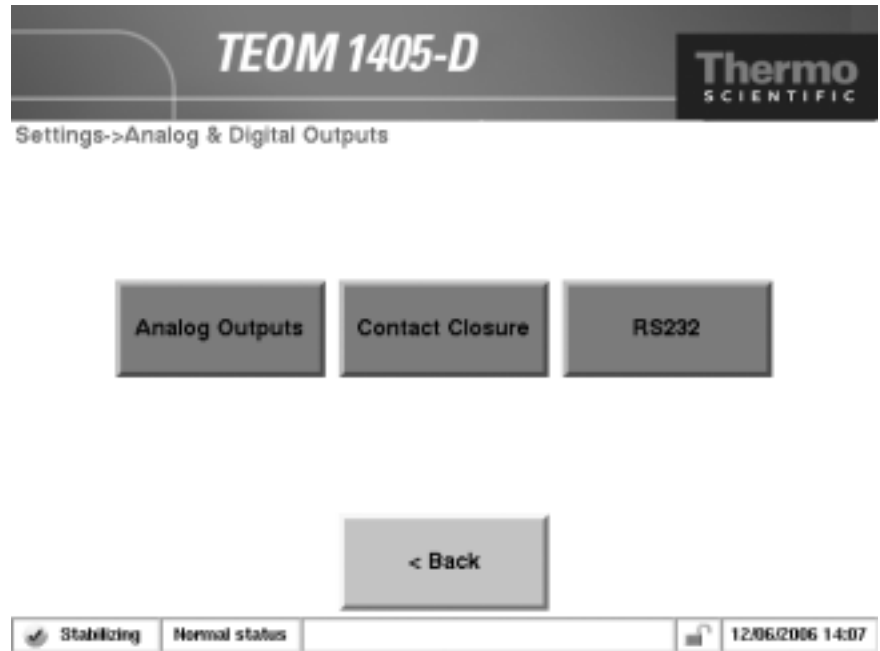 TEOM 1405-D
Thermo
SCIENTIFIC
Settings->Analog & Digital Outputs
Analog Outputs
Contact Closure
RS232
< Back
Stabilizing
Normal status
12/06/2006 14:07